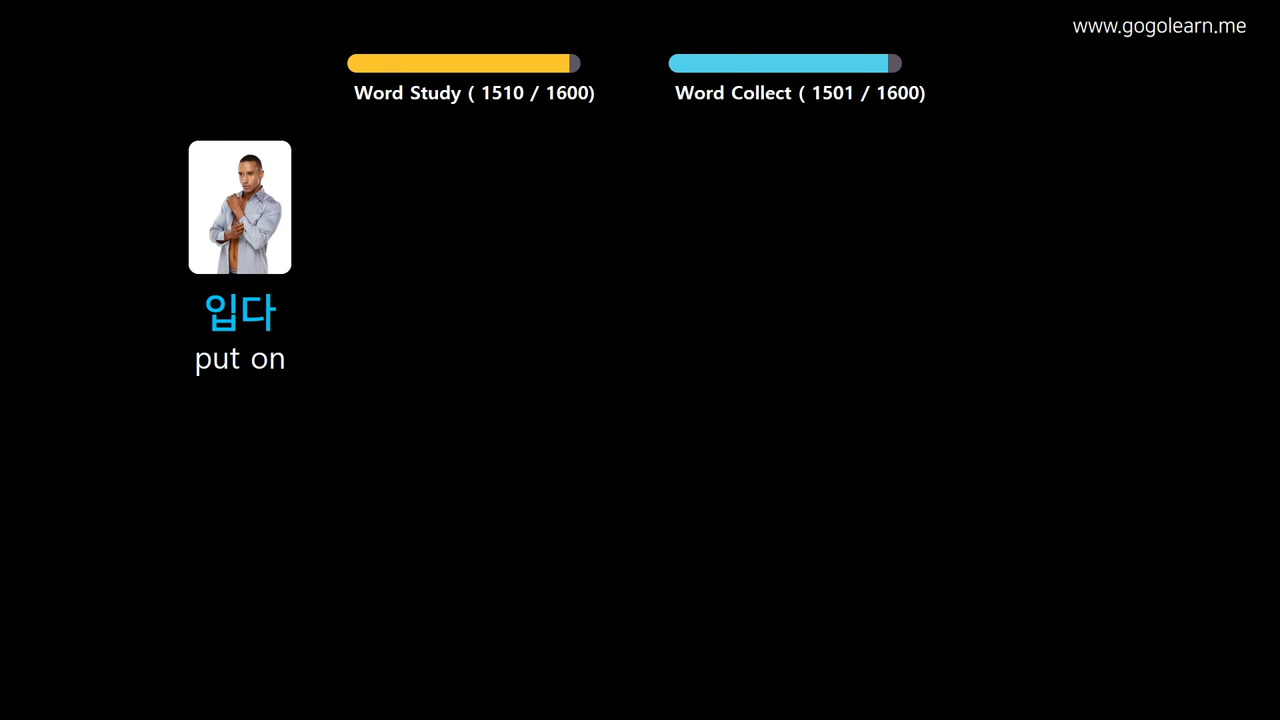 www.gogolearn.me
Word Study ( 1510 / 1600)
Word Collect ( 1501 / 1600)
입다
put on